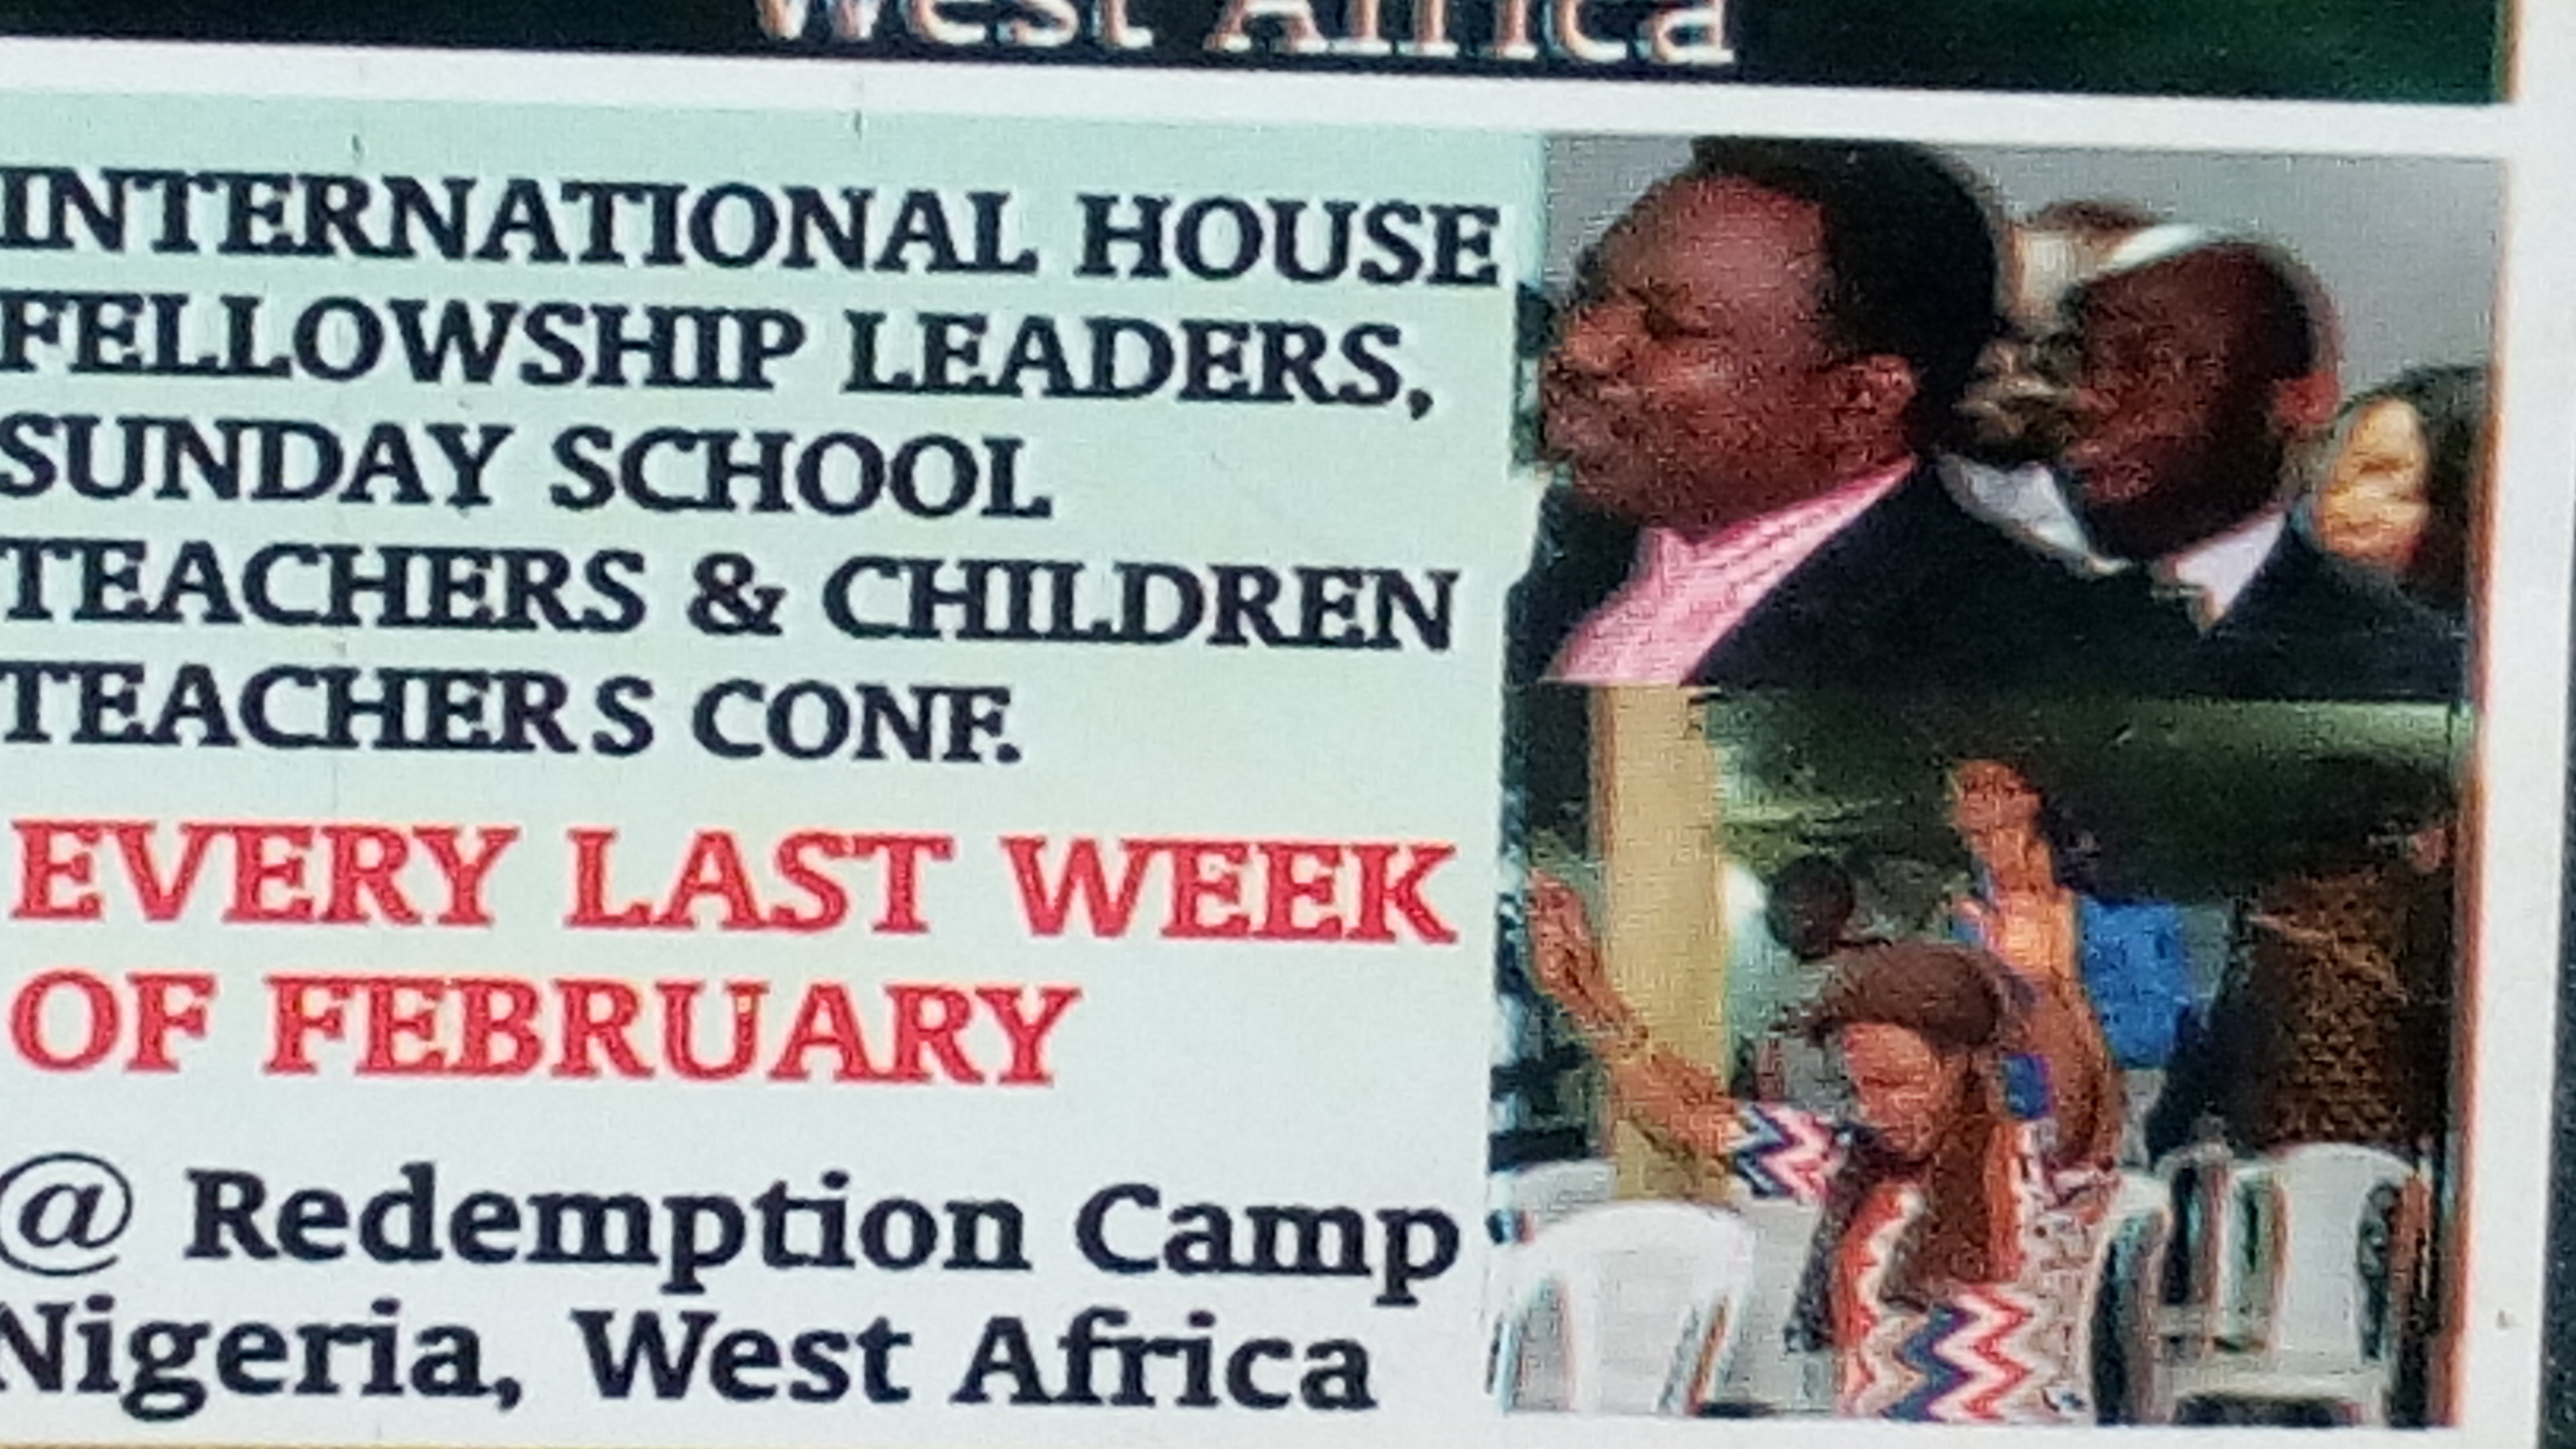 West Africa
INTERNATIONAL HOUSE
FELLOWSHIP LEADERS,
SUNDAY SCHOOL
TEACHERS & CHILDREN
TEACHERS CONF.
EVERY LAST WEEK
OF FEBRUARY
@ Redemption Camp
Nigeria, West Africa